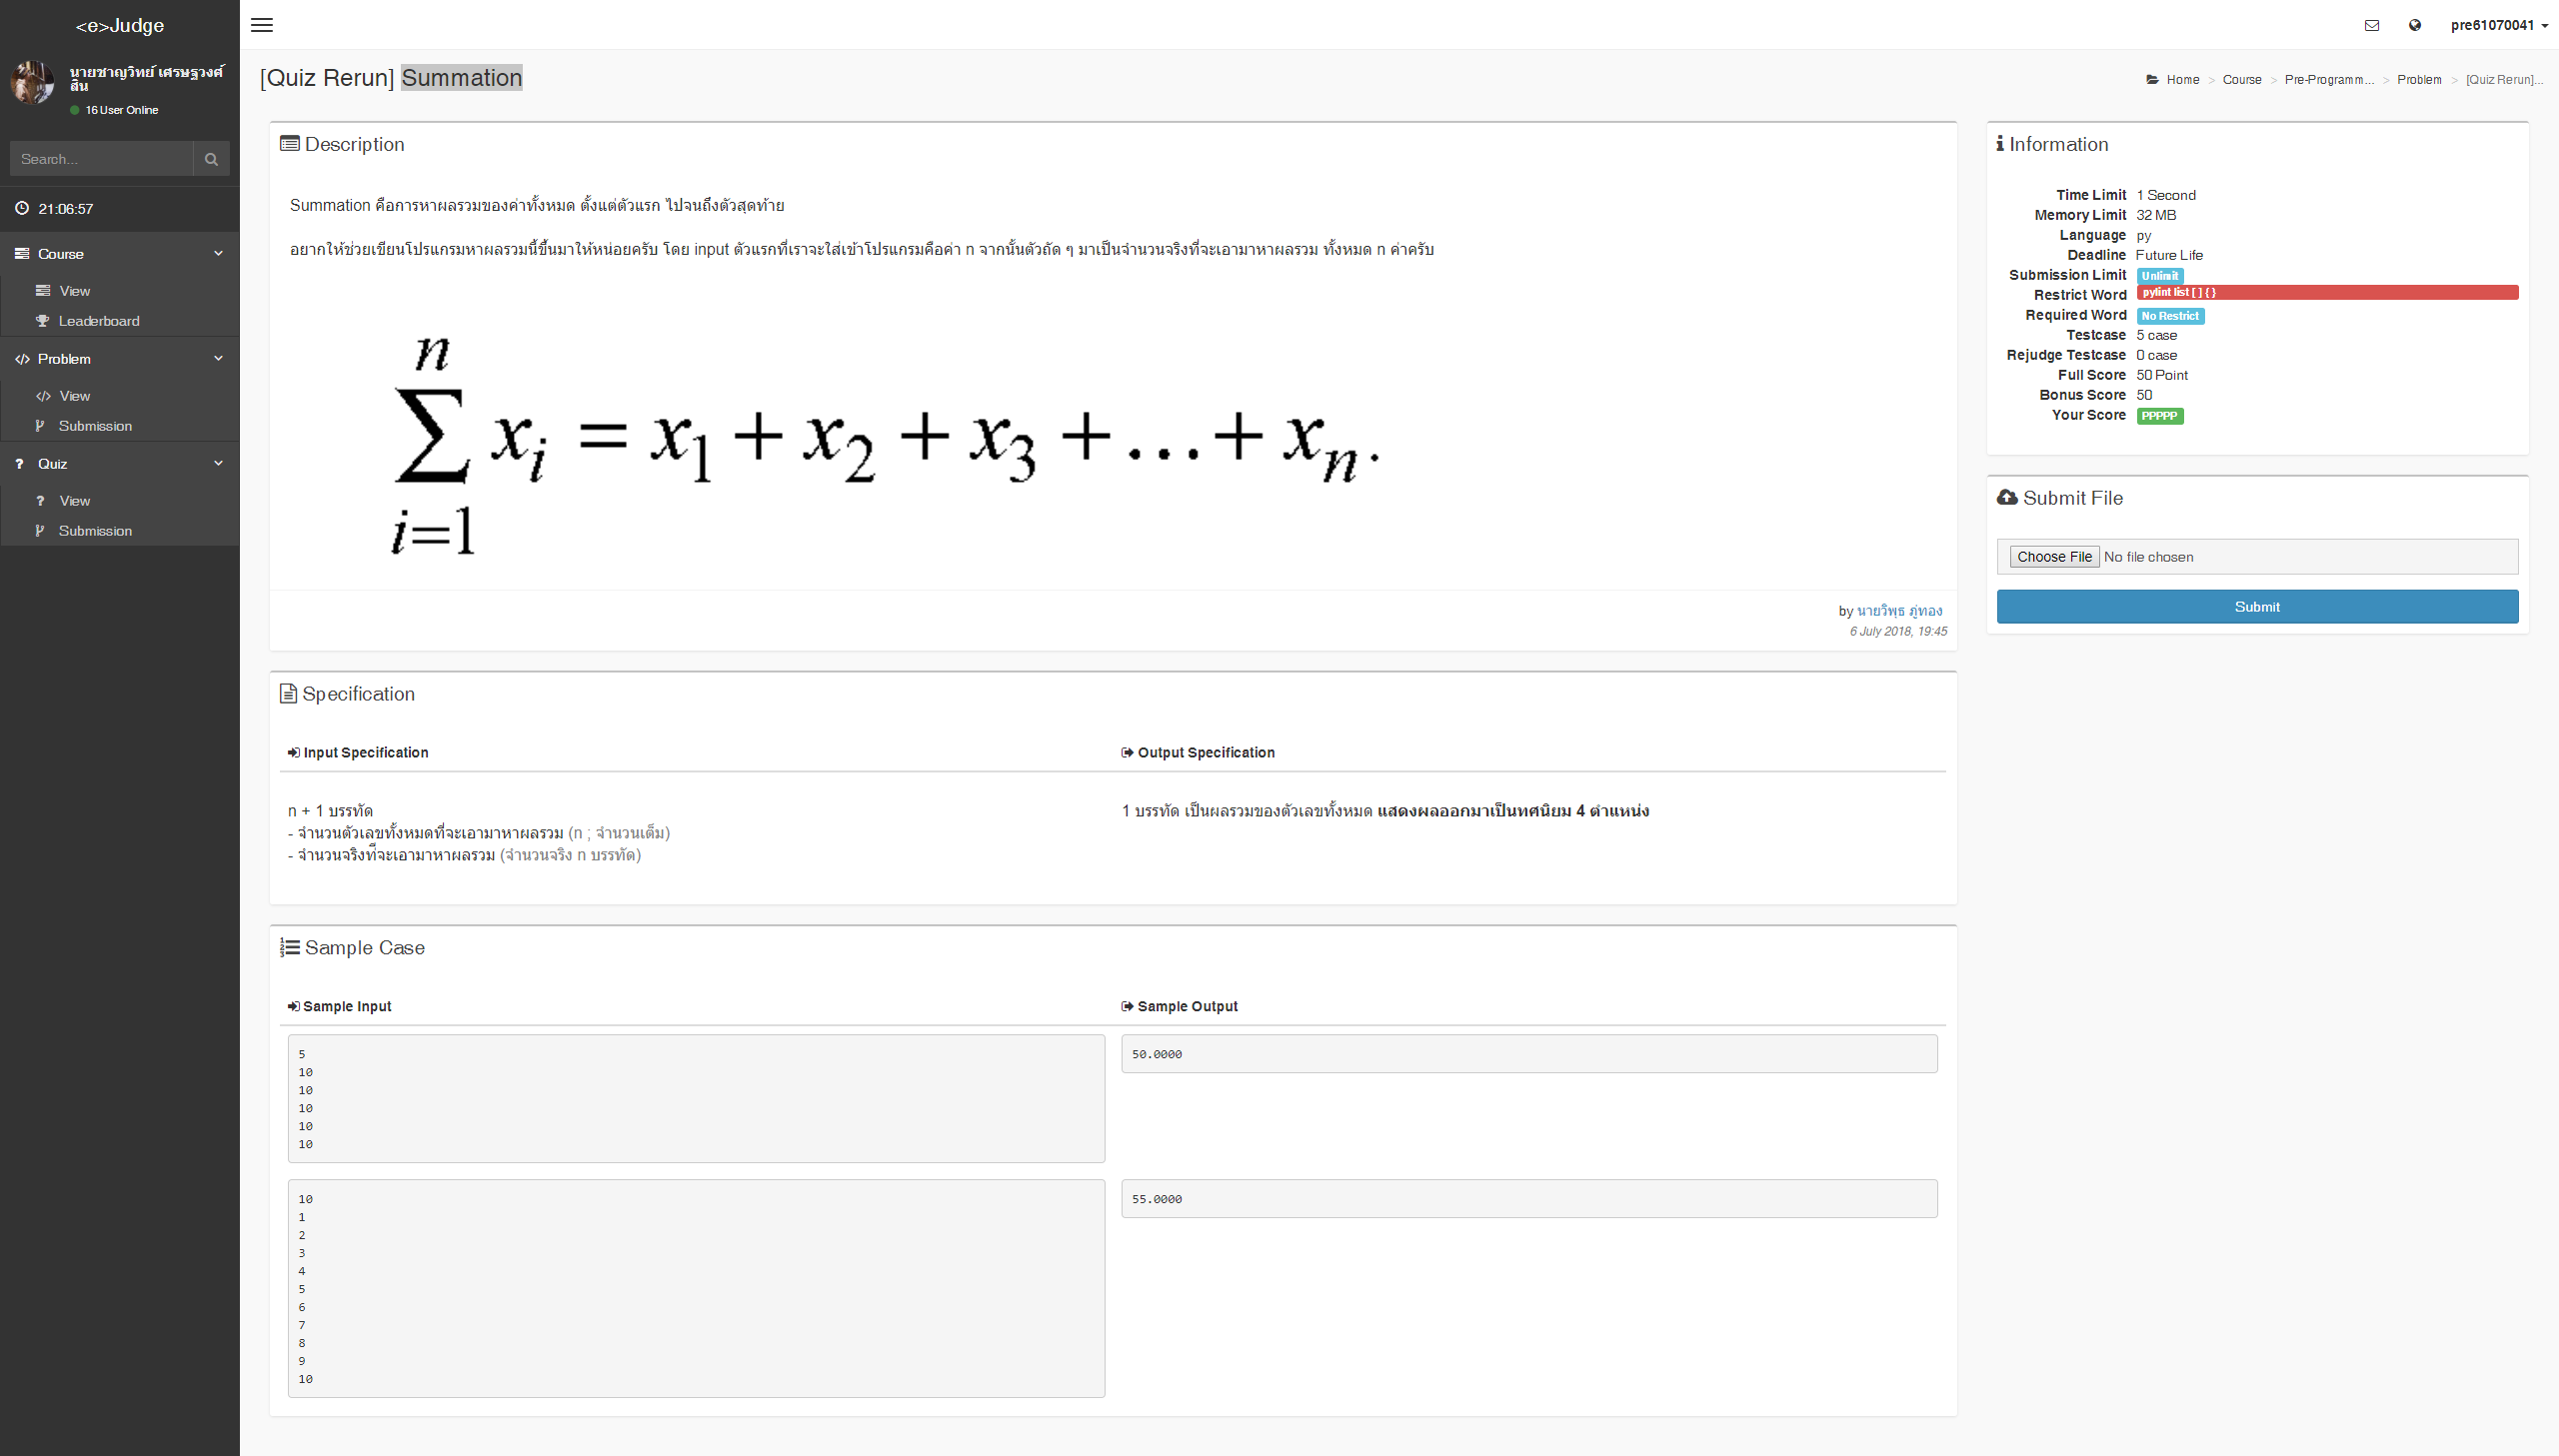 <e>Judge
pre61070041
นายชาญวิทย์ เศรษฐวงศ์
สิน
16 User Online
Search...
21:06:57
Course
View
Leaderboard
Problem
View
Submission
Quiz
View
Submission
[Quiz Rerun] Summation
Home > Course > Pre-Programm... > Problem > [Quiz Rerun]...
Description
Summation คือการหาผลรวมของค่าทั้งหมด ตั้งแต่ตัวแรก ไปจนถึงตัวสุดท้าย
อยากให้ช่วยเขียนโปรแกรมหาผลรวมนี้ขึ้นมาให้หน่อยครับ โดย input ตัวแรกที่เราจะใส่เข้าโปรแกรมคือค่า n จากนั้นตัวถัด ๆ มาเป็นจำนวนจริงที่จะเอามาหาผลรวม ทั้งหมด n ค่าครับ
n
∑ xᵢ = x₁ + x₂ + x₃ + ... + xₙ.
i=1
by นายวิพุธ ภู่ทอง
6 July 2018, 19:45
Specification
Input Specification
n + 1 บรรทัด
- จำนวนตัวเลขทั้งหมดที่จะเอามาหาผลรวม (n ; จำนวนเต็ม)
- จำนวนจริงที่จะเอามาหาผลรวม (จำนวนจริง n บรรทัด)
Output Specification
1 บรรทัด เป็นผลรวมของตัวเลขทั้งหมด แสดงผลออกมาเป็นทศนิยม 4 ตำแหน่ง
Sample Case
Sample Input
Sample Output
5
10
10
10
10
10
50.0000
10
1
2
3
4
5
6
7
8
9
10
55.0000
Information
Time Limit 1 Second
Memory Limit 32 MB
Language py
Deadline Future Life
Submission Limit Unlimit
Restrict Word pylint list [ ] { }
Required Word No Restrict
Testcase 5 case
Rejudge Testcase 0 case
Full Score 50 Point
Bonus Score 50
Your Score PPPPP
Submit File
Choose File No file chosen
Submit